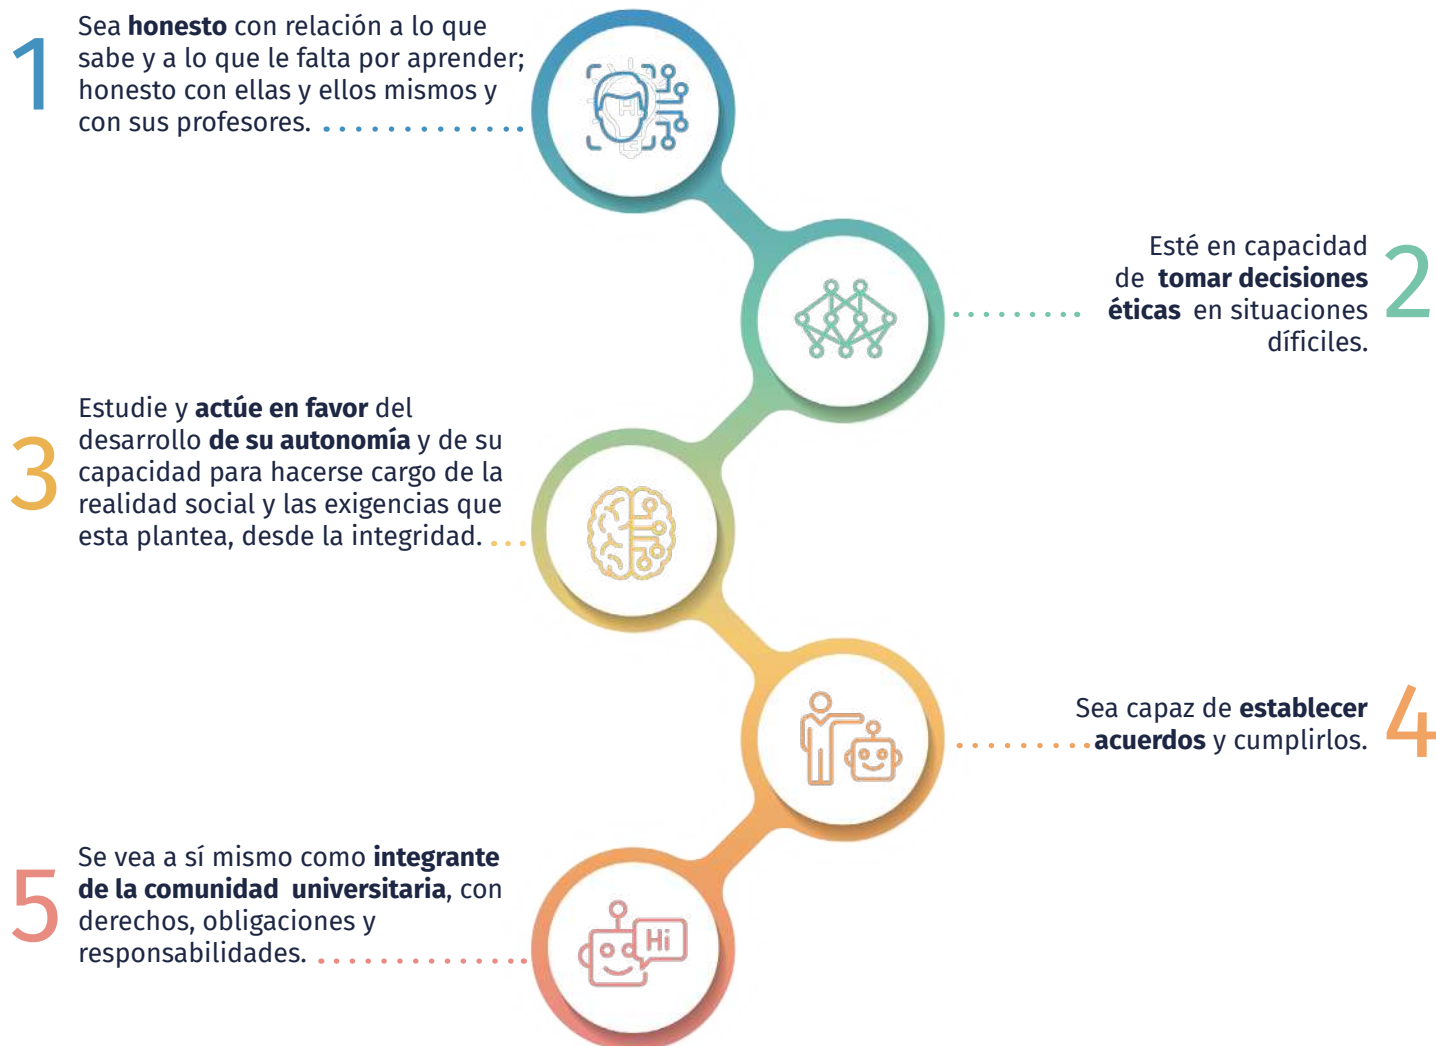 1
Sea honesto con relación a lo que
sabe y a lo que le falta por aprender;
honesto con ellas y ellos mismos y
con sus profesores.
2
Esté en capacidad
de tomar decisiones
éticas en situaciones
díficiles.
3
Estudie y actúe en favor del
desarrollo de su autonomía y de su
capacidad para hacerse cargo de la
realidad social y las exigencias que
esta plantea, desde la integridad.
4
Sea capaz de establecer
acuerdos y cumplirlos.
5
Se vea a sí mismo como integrante
de la comunidad universitaria, con
derechos, obligaciones y
responsabilidades.
Hi